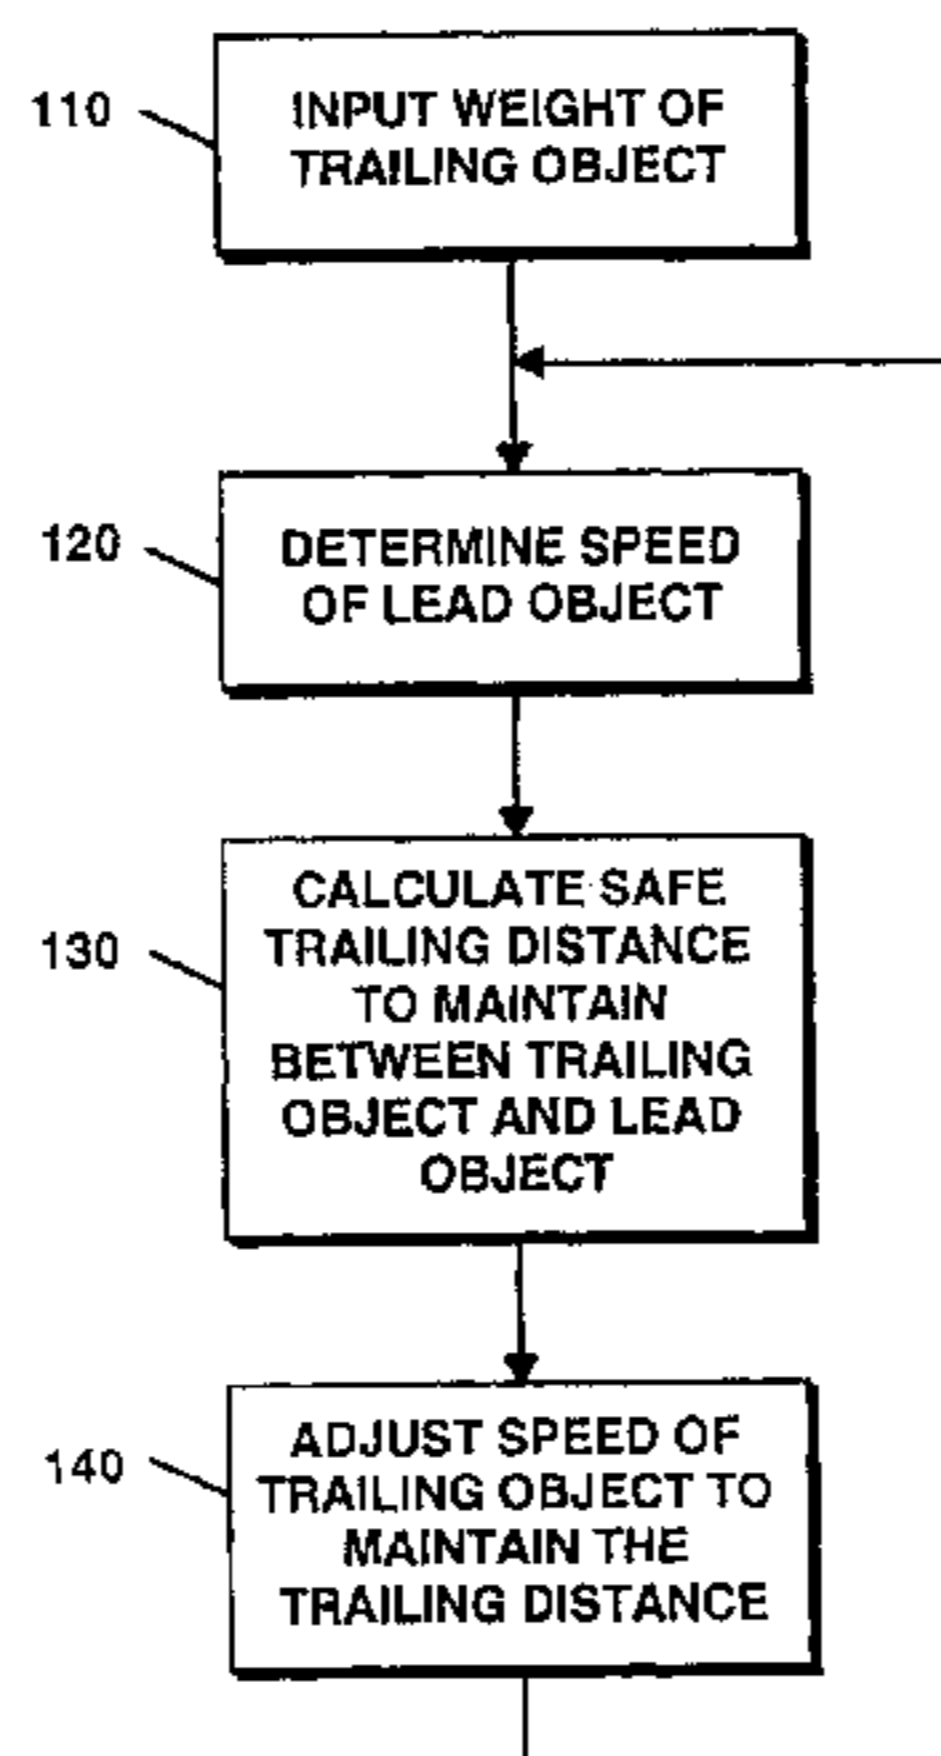 110
INPUT WEIGHT OF
TRAILING OBJECT
120
DETERMINE SPEED
OF LEAD OBJECT
130
CALCULATE SAFE
TRAILING DISTANCE
TO MAINTAIN
BETWEEN TRAILING
OBJECT AND LEAD
OBJECT
140
ADJUST SPEED OF
TRAILING OBJECT TO
MAINTAIN THE
TRAILING DISTANCE